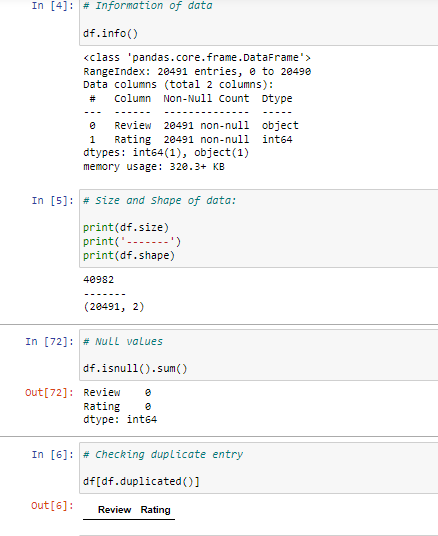 In [4]: # Information of data
df.info()
<class 'pandas.core.frame.DataFrame'>
RangeIndex: 20491 entries, 0 to 20490
Data columns (total 2 columns):
 #   Column  Non-Null Count  Dtype
---  ------  --------------  -----
 0   Review  20491 non-null  object
 1   Rating  20491 non-null  int64
dtypes: int64(1), object(1)
memory usage: 320.3+ KB
In [5]: # Size and Shape of data:
print(df.size)
print('-------')
print(df.shape)
40982
-------
(20491, 2)
In [72]: # Null values
df.isnull().sum()
Out[72]: Review    0
Rating    0
dtype: int64
In [6]: # Checking duplicate entry
df[df.duplicated()]
Out[6]:
Review Rating